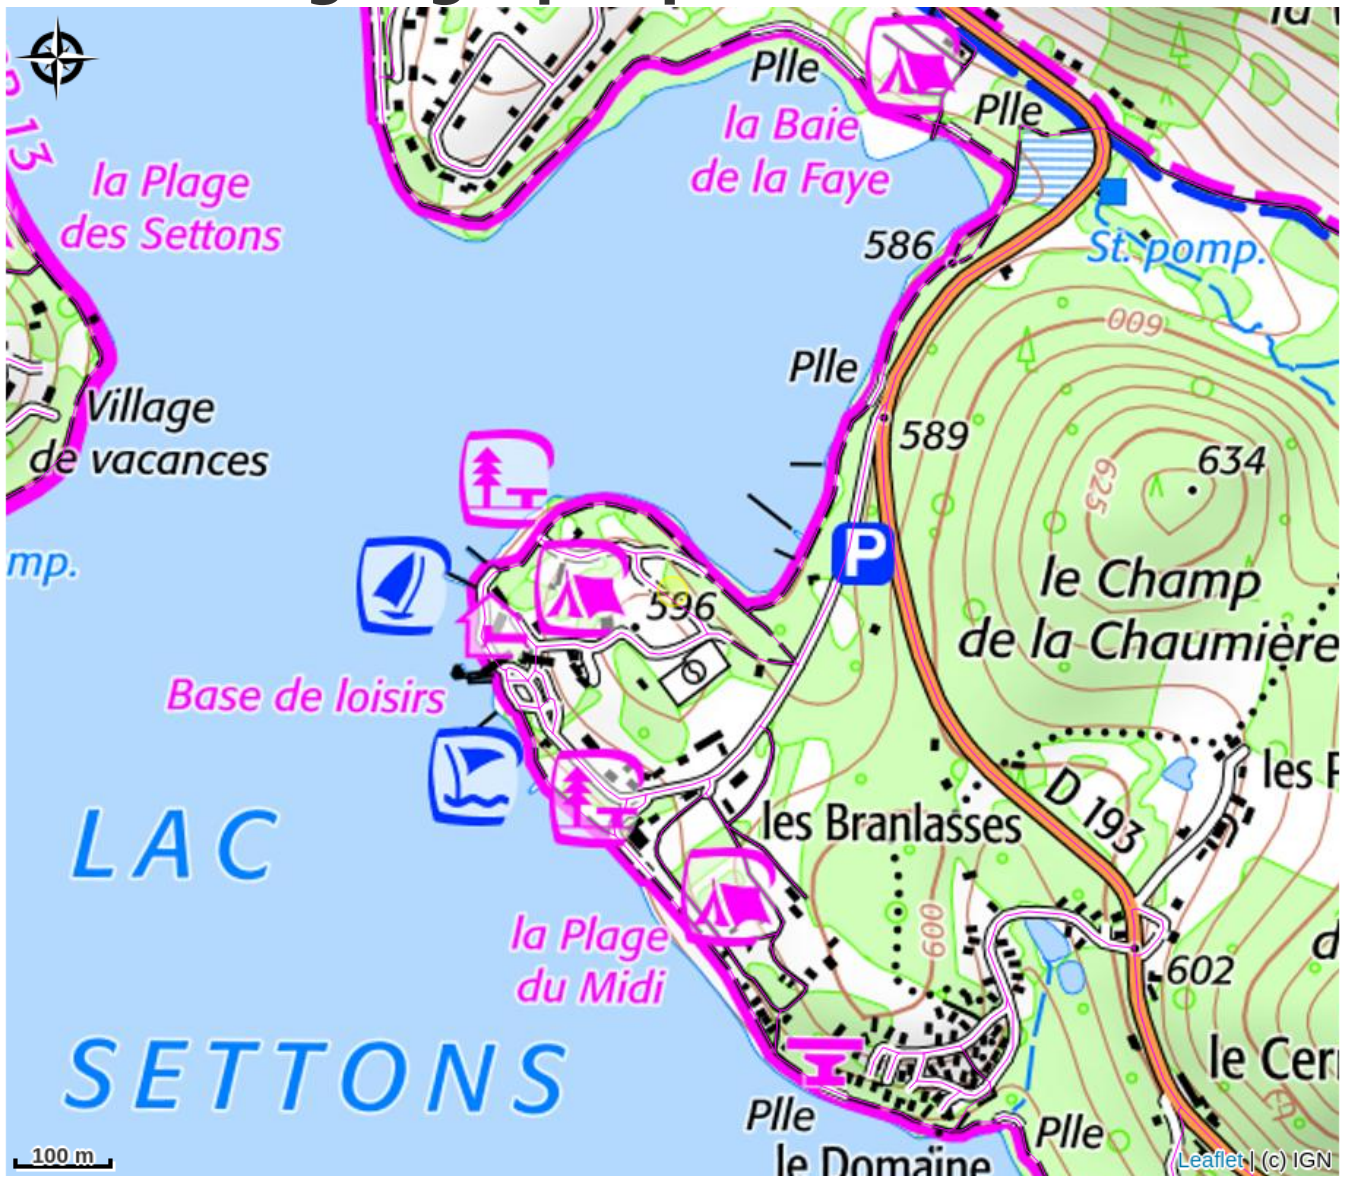 Plle
la Baie
de la Faye
Plle
13
la Plage
des Settons
586
St. pomp.
600
Plle
Village
de vacances
589
634
625
mp.
P
le Champ
de la Chaumière
596
Base de loisirs
les
D 193
les Branlasses
LAC
600
la Plage
du Midi
602
SETTONS
le Cer
Plle
Plle
le Domaine
100 m
Leaflet | (c) IGN